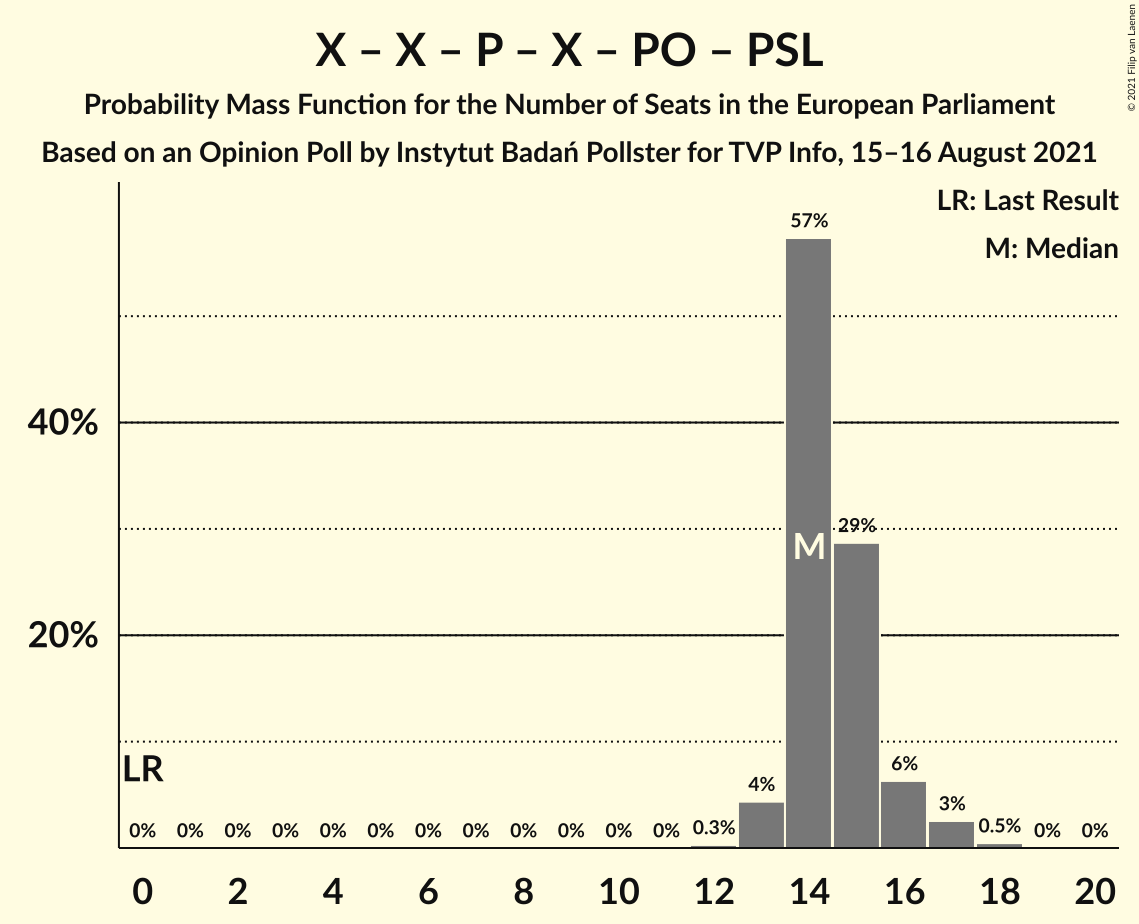 X – X – P – X – PO – PSL
Probability Mass Function for the Number of Seats in the European Parliament
Based on an Opinion Poll by Instytut Badań Pollster for TVP Info, 15–16 August 2021
© 2021 Filip van Laenen
LR: Last Result
M: Median
57%
40%
29%
M
20%
LR
6%
4%
3%
0% 0% 0% 0% 0% 0% 0% 0% 0% 0% 0% 0% 0.3% 0.5% 0% 0%
0 2 4 6 8 10 12 14 16 18 20